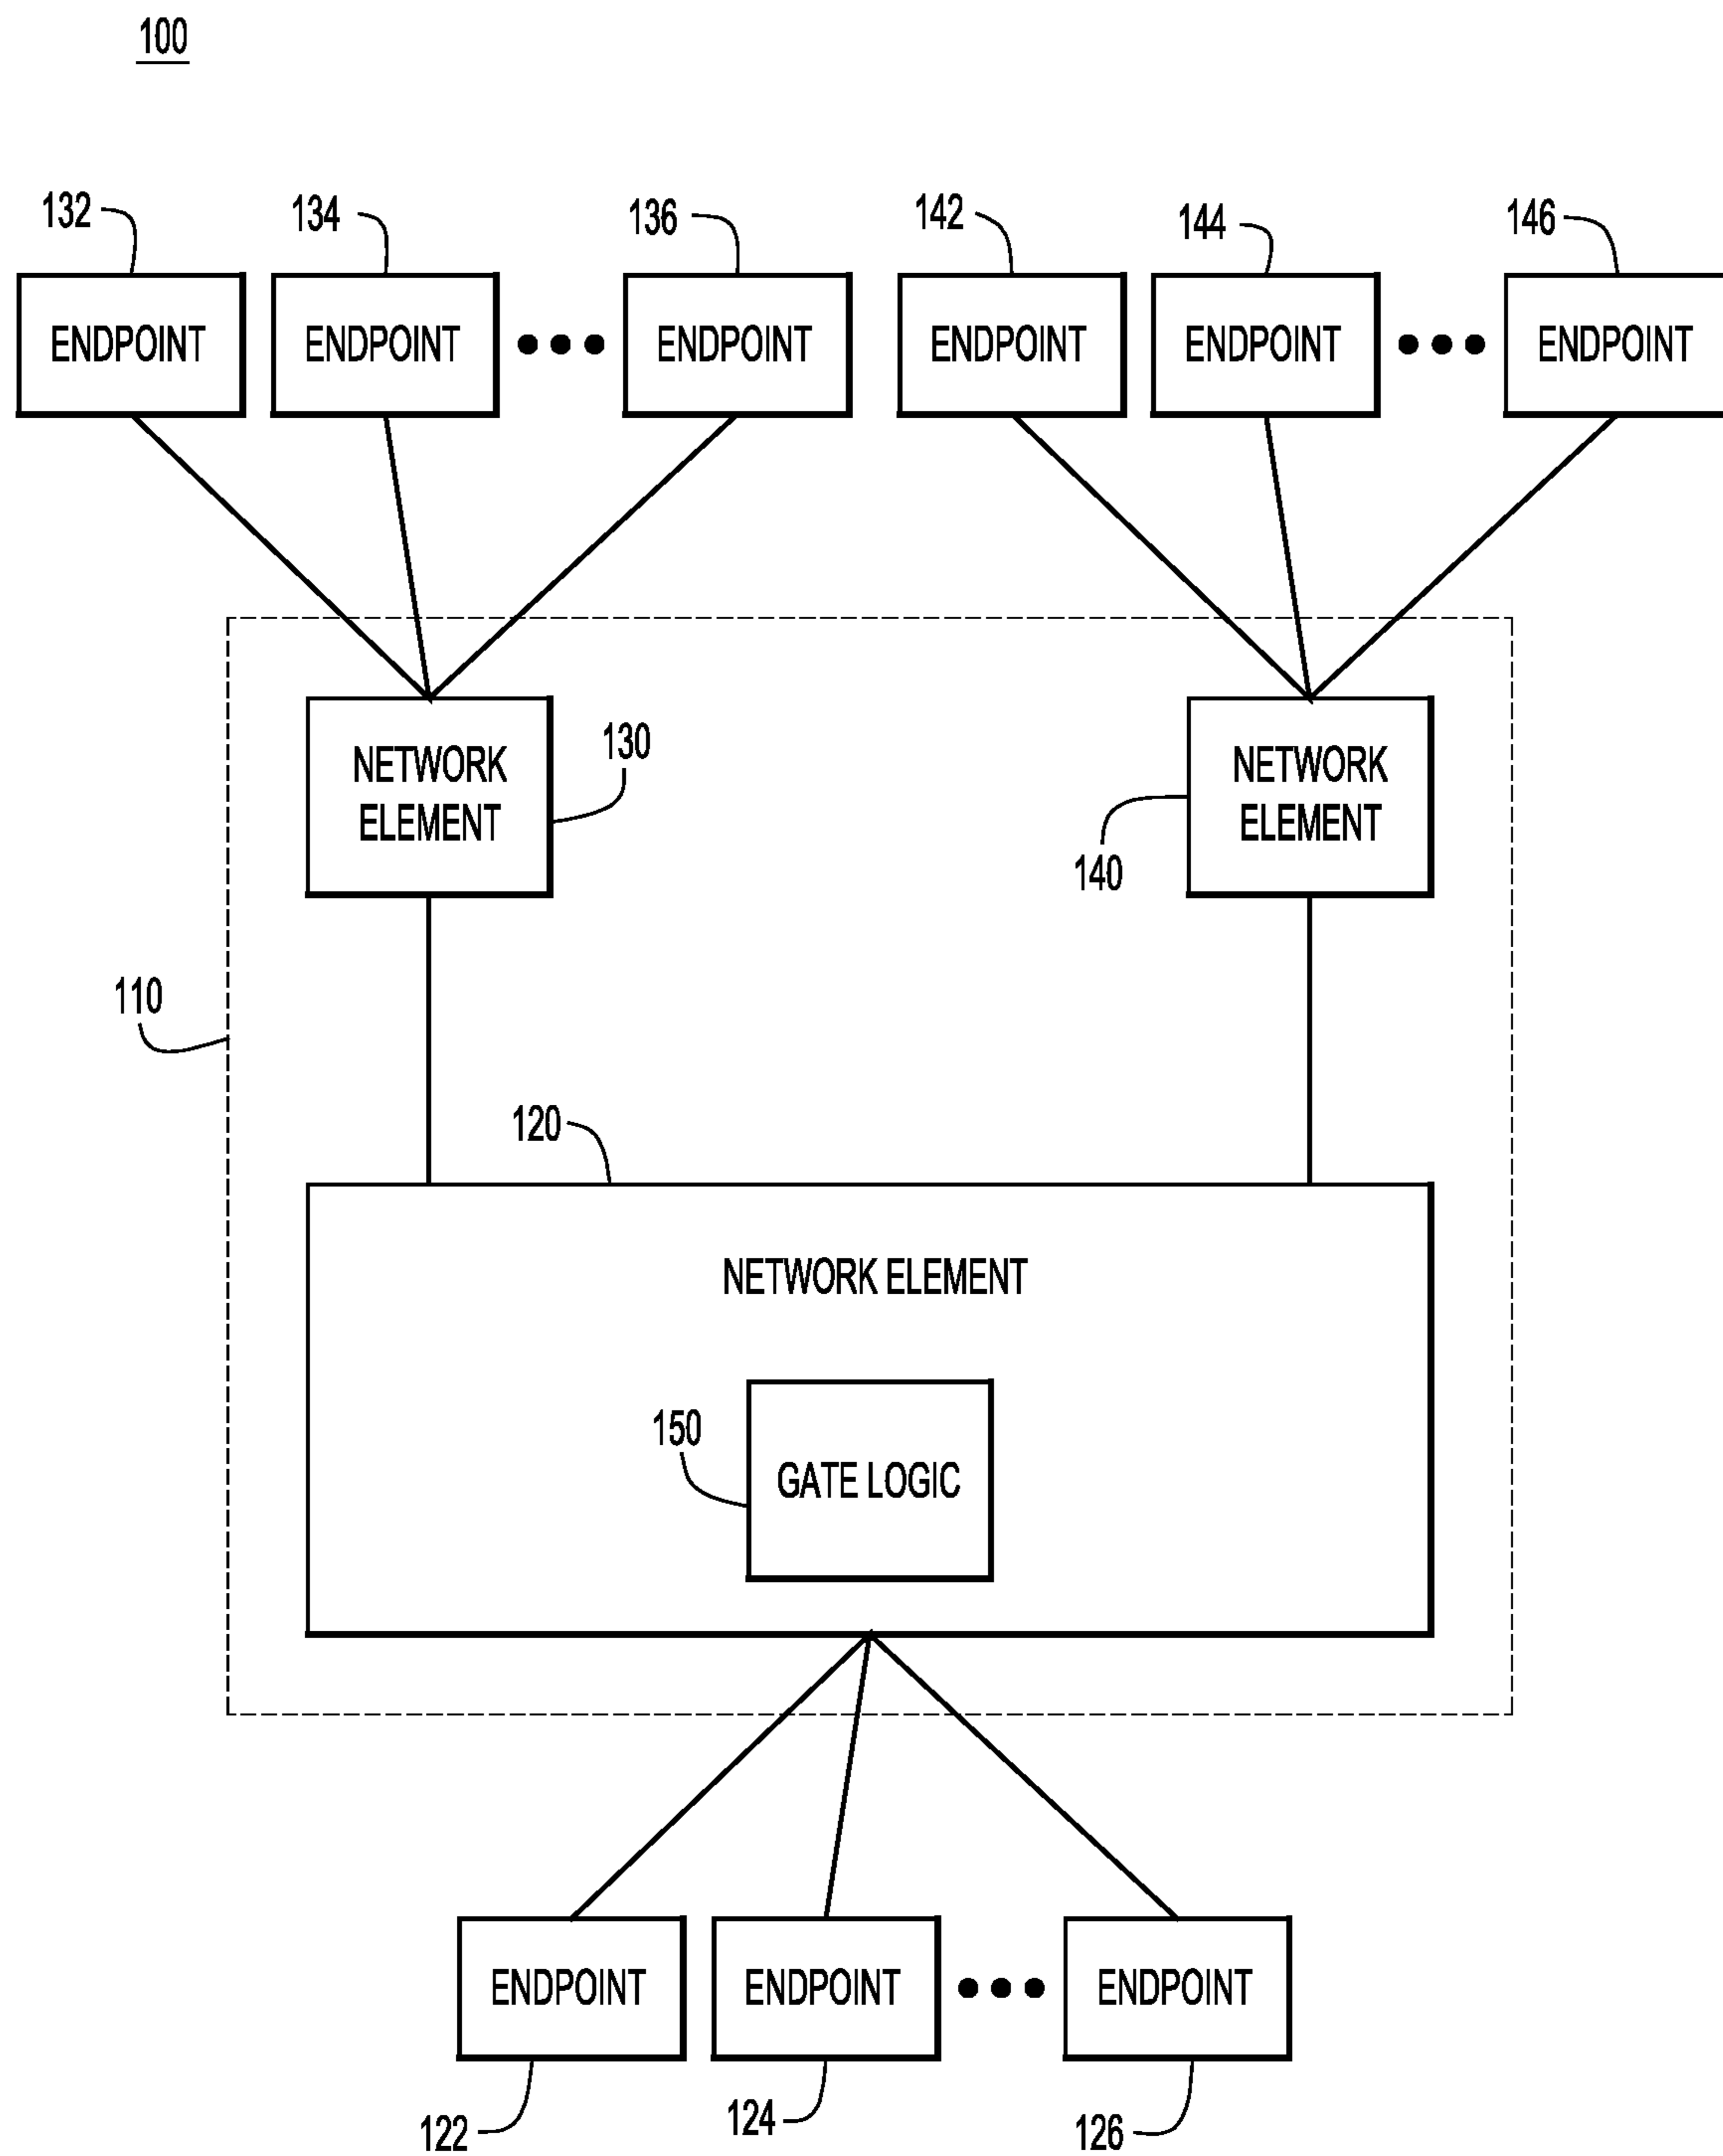 100
132
134
136
142
144
146
ENDPOINT
ENDPOINT
ENDPOINT
ENDPOINT
ENDPOINT
ENDPOINT
NETWORK
ELEMENT
130
NETWORK
ELEMENT
140
110
120
NETWORK ELEMENT
150
GATE LOGIC
ENDPOINT
ENDPOINT
ENDPOINT
122
124
126